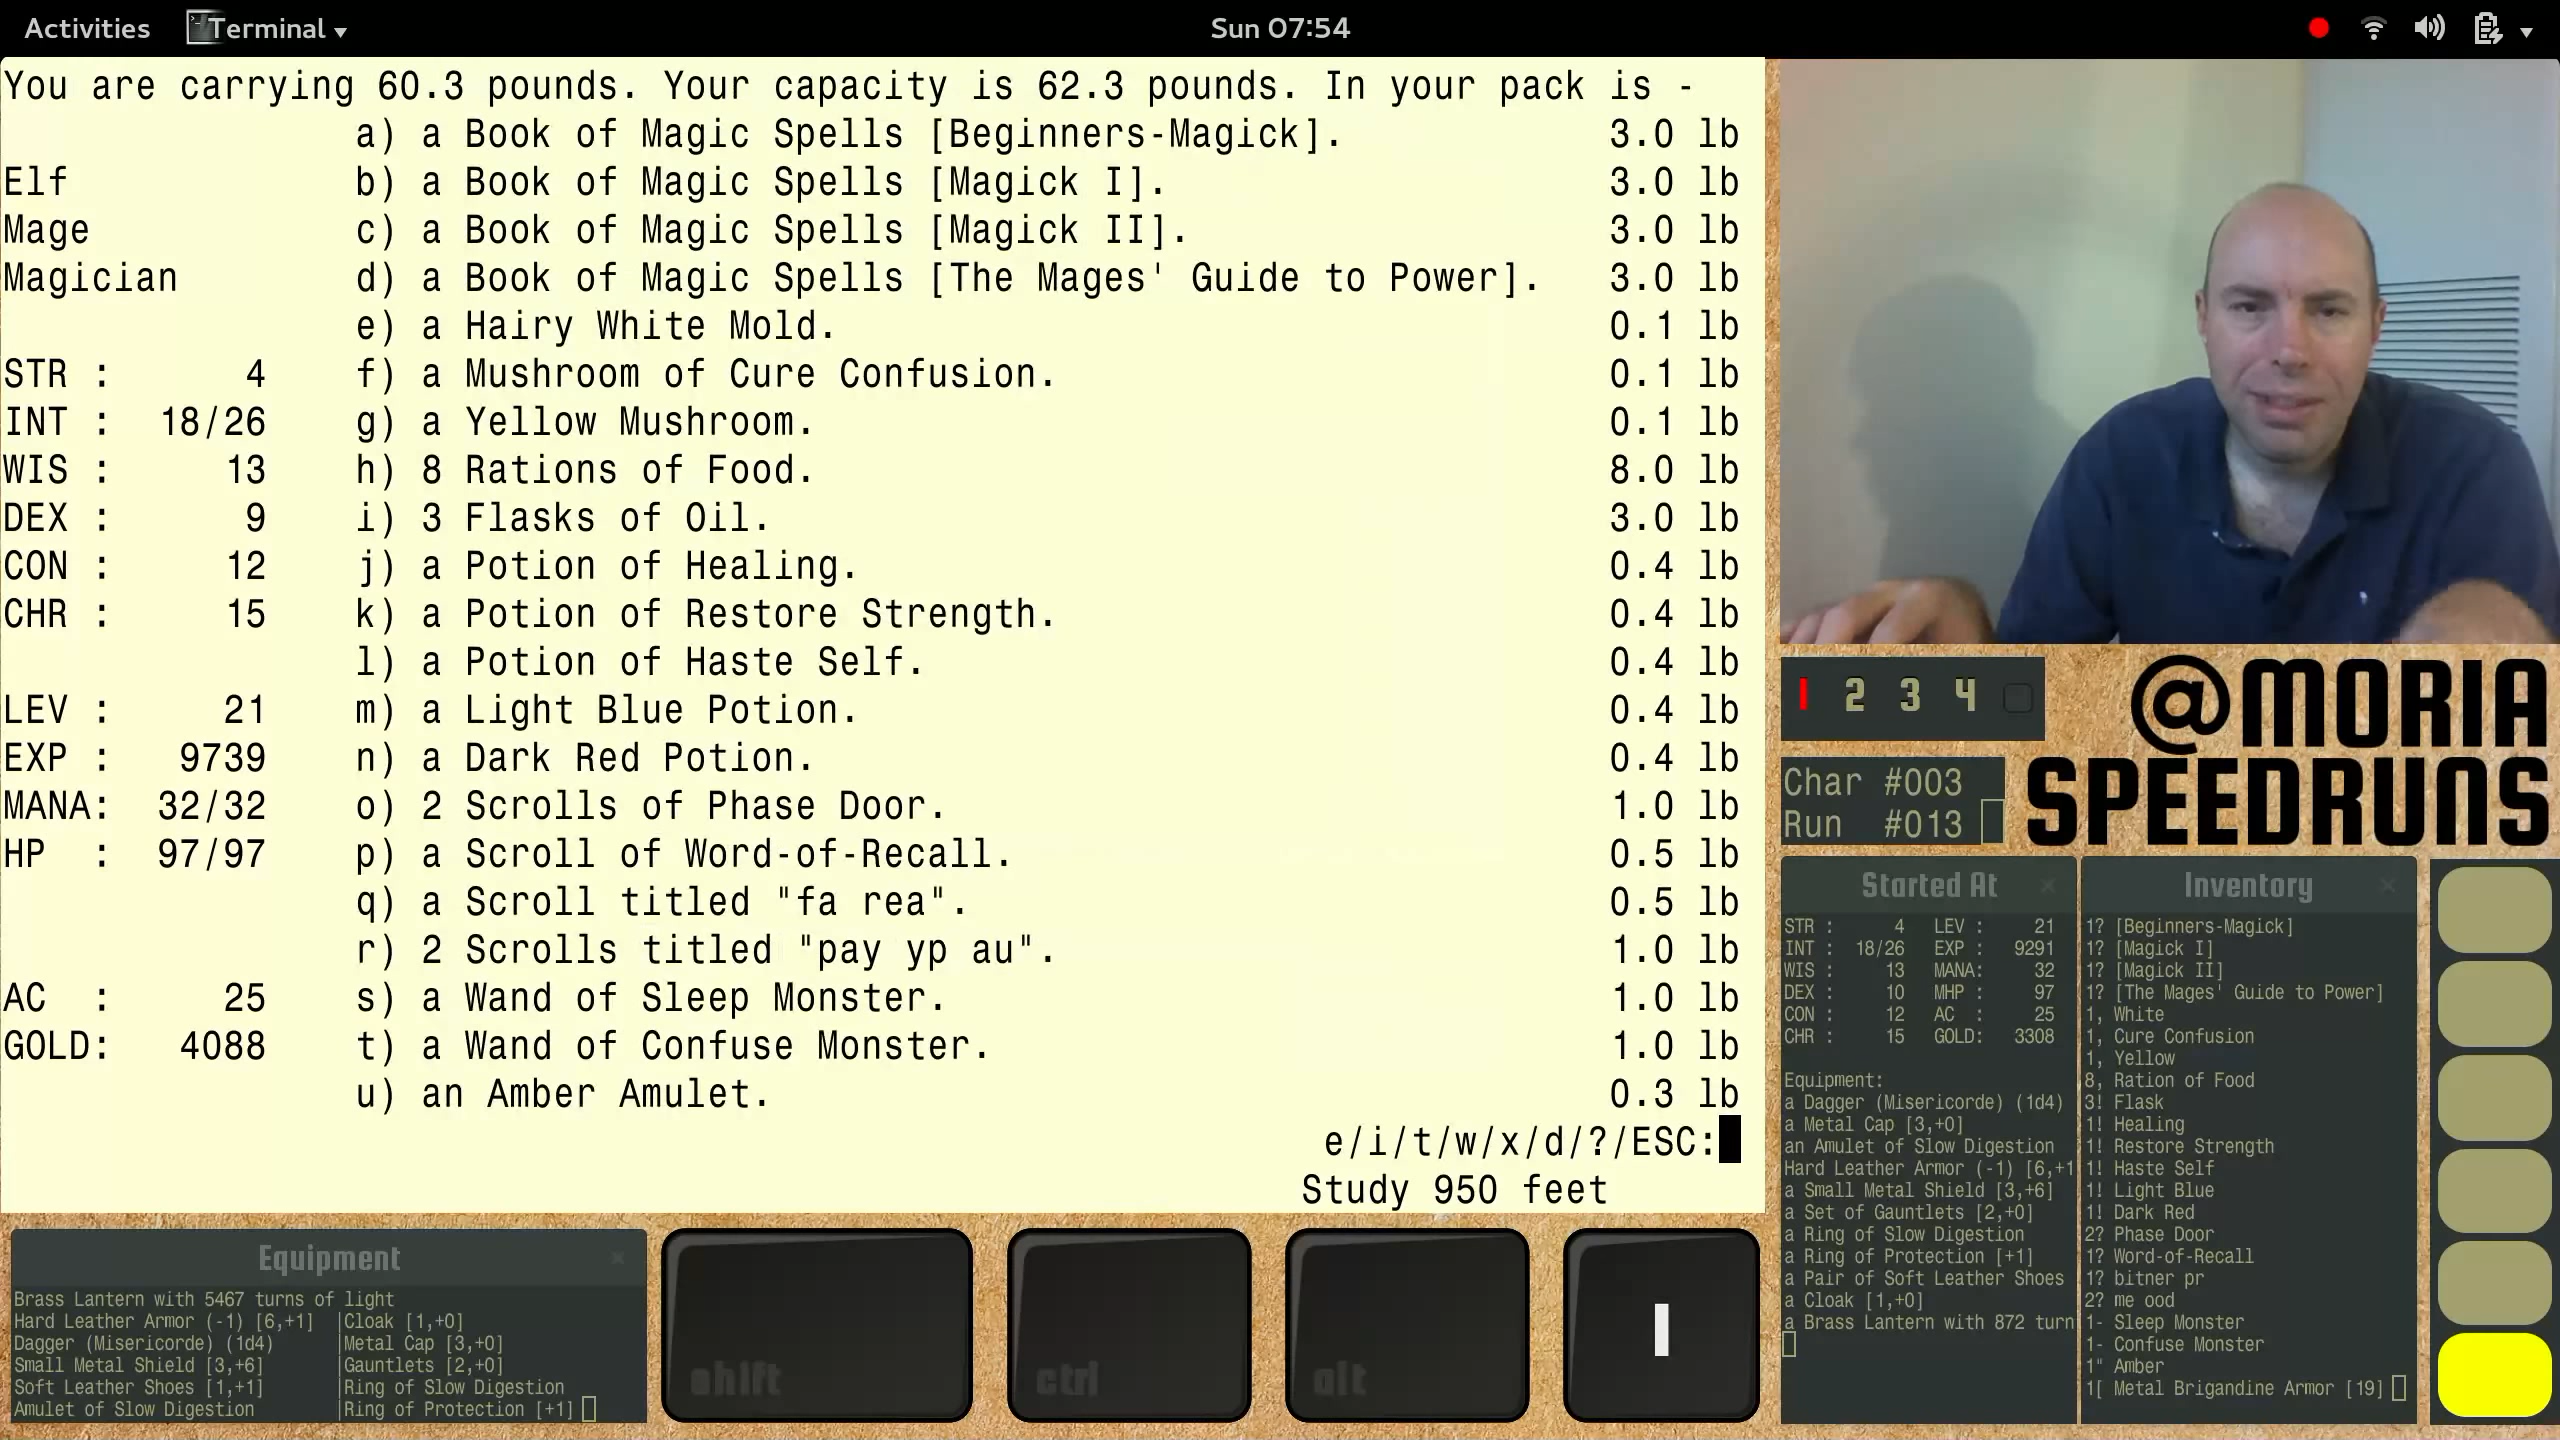 Activities Terminal Sun 07:54
You are carrying 60.3 pounds. Your capacity is 62.3 pounds. In your pack is -
a) a Book of Magic Spells [Beginners-Magick]. 3.0 lb
Elf b) a Book of Magic Spells [Magick I]. 3.0 lb
Mage c) a Book of Magic Spells [Magick II]. 3.0 lb
Magician d) a Book of Magic Spells [The Mages' Guide to Power]. 3.0 lb
e) a Hairy White Mold. 0.1 lb
STR : 4 f) a Mushroom of Cure Confusion. 0.1 lb
INT : 18/26 g) a Yellow Mushroom. 0.1 lb
WIS : 13 h) 8 Rations of Food. 8.0 lb
DEX : 9 i) 3 Flasks of Oil. 3.0 lb
CON : 12 j) a Potion of Healing. 0.4 lb
CHR : 15 k) a Potion of Restore Strength. 0.4 lb
l) a Potion of Haste Self. 0.4 lb
LEV : 21 m) a Light Blue Potion. 0.4 lb
EXP : 9739 n) a Dark Red Potion. 0.4 lb
MANA: 32/32 o) 2 Scrolls of Phase Door. 1.0 lb
HP : 97/97 p) a Scroll of Word-of-Recall. 0.5 lb
q) a Scroll titled "fa rea". 0.5 lb
r) 2 Scrolls titled "pay yp au". 1.0 lb
AC : 25 s) a Wand of Sleep Monster. 1.0 lb
GOLD: 4088 t) a Wand of Confuse Monster. 1.0 lb
u) an Amber Amulet. 0.3 lb
e/i/t/w/x/d/?/ESC:
Study 950 feet
1 2 3 4
@MORIA
SPEEDRUNS
Char #003
Run #013
Started At
STR : 4 LEV : 21
INT : 18/26 EXP : 9291
WIS : 13 MANA: 32
DEX : 10 MHP : 97
CON : 12 AC : 25
CHR : 15 GOLD: 3308
Equipment:
a Dagger (Misericorde) (1d4)
a Metal Cap [3,+0]
an Amulet of Slow Digestion
Hard Leather Armor (-1) [6,+1
a Small Metal Shield [3,+6]
a Set of Gauntlets [2,+0]
a Ring of Slow Digestion
a Ring of Protection [+1]
a Pair of Soft Leather Shoes
a Cloak [1,+0]
a Brass Lantern with 872 turn
Inventory
1? [Beginners-Magick]
1? [Magick I]
1? [Magick II]
1? [The Mages' Guide to Power]
1, White
1, Cure Confusion
1, Yellow
8, Ration of Food
3! Flask
1! Healing
1! Restore Strength
1! Haste Self
1! Light Blue
1! Dark Red
2? Phase Door
1? Word-of-Recall
1? bitner pr
2? me ood
1- Sleep Monster
1- Confuse Monster
1" Amber
1[ Metal Brigandine Armor [19]
Equipment
Brass Lantern with 5467 turns of light
Hard Leather Armor (-1) [6,+1] |Cloak [1,+0]
Dagger (Misericorde) (1d4) |Metal Cap [3,+0]
Small Metal Shield [3,+6] |Gauntlets [2,+0]
Soft Leather Shoes [1,+1] |Ring of Slow Digestion
Amulet of Slow Digestion |Ring of Protection [+1]
shift ctrl alt I